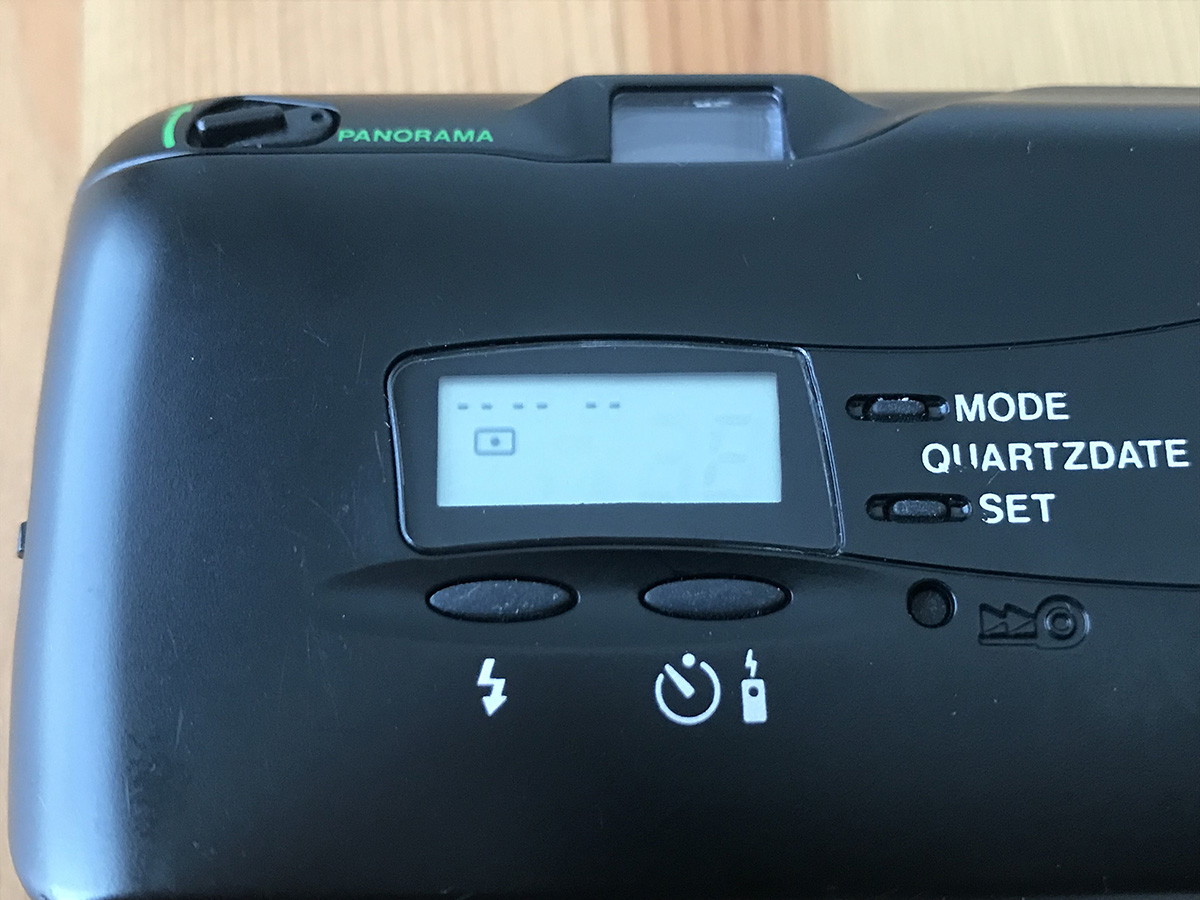 PANORAMA
-- -- --
MODE
QUARTZDATE
SET